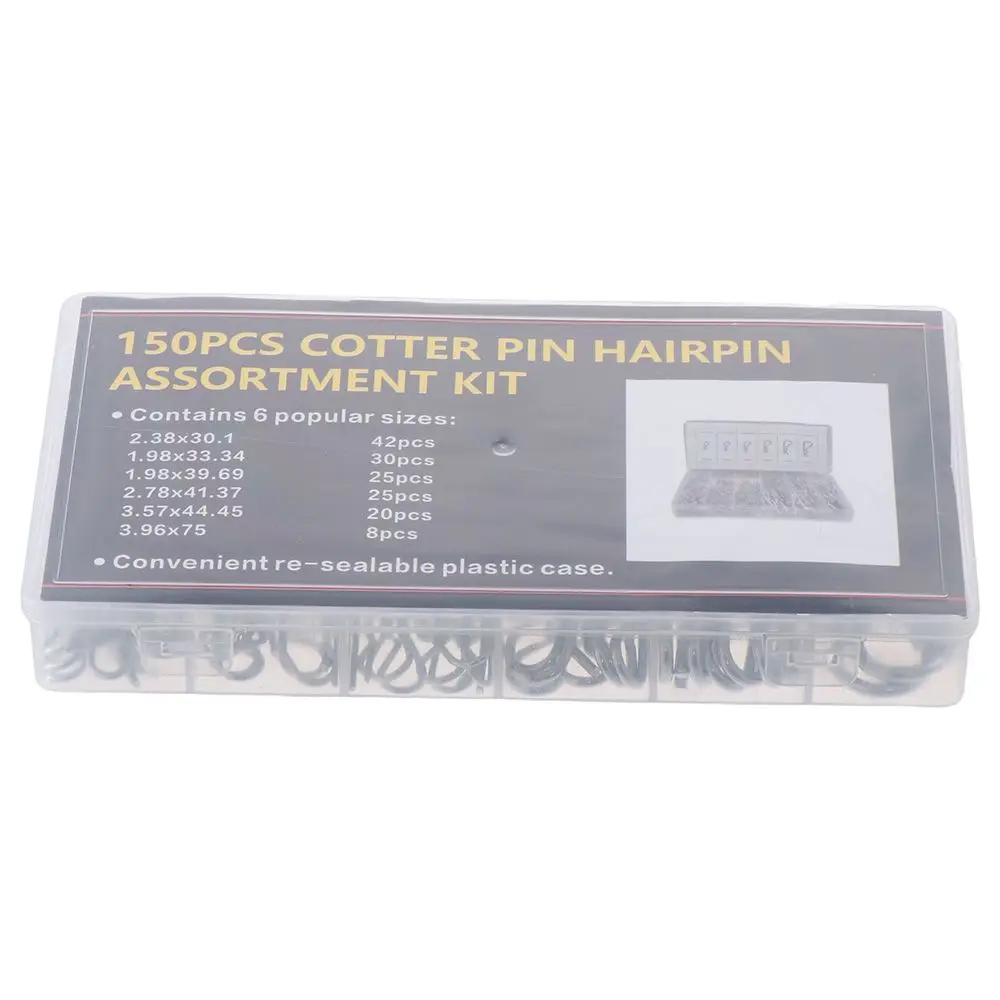 150PCS COTTER PIN HAIRPIN
ASSORTMENT KIT
• Contains 6 popular sizes:
2.38x30.1 42pcs
1.98x33.34 30pcs
1.98x39.69 25pcs
2.78x41.37 25pcs
3.57x44.45 20pcs
3.96x75 8pcs
• Convenient re-sealable plastic case.